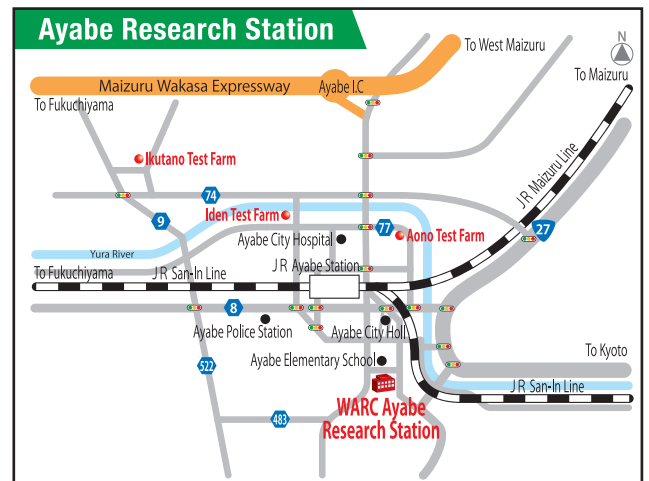 Ayabe Research Station
N
To West Maizuru
To Maizuru
Maizuru Wakasa Expressway
Ayabe I.C
To Fukuchiyama
Ikutano Test Farm
JR Maizuru Line
74
9
Iden Test Farm
77
Aono Test Farm
27
Ayabe City Hospital
Yura River
JR Ayabe Station
To Fukuchiyama
JR San-In Line
8
Ayabe Police Station
Ayabe City Holl
To Kyoto
Ayabe Elementary School
522
JR San-In Line
WARC Ayabe
Research Station
483